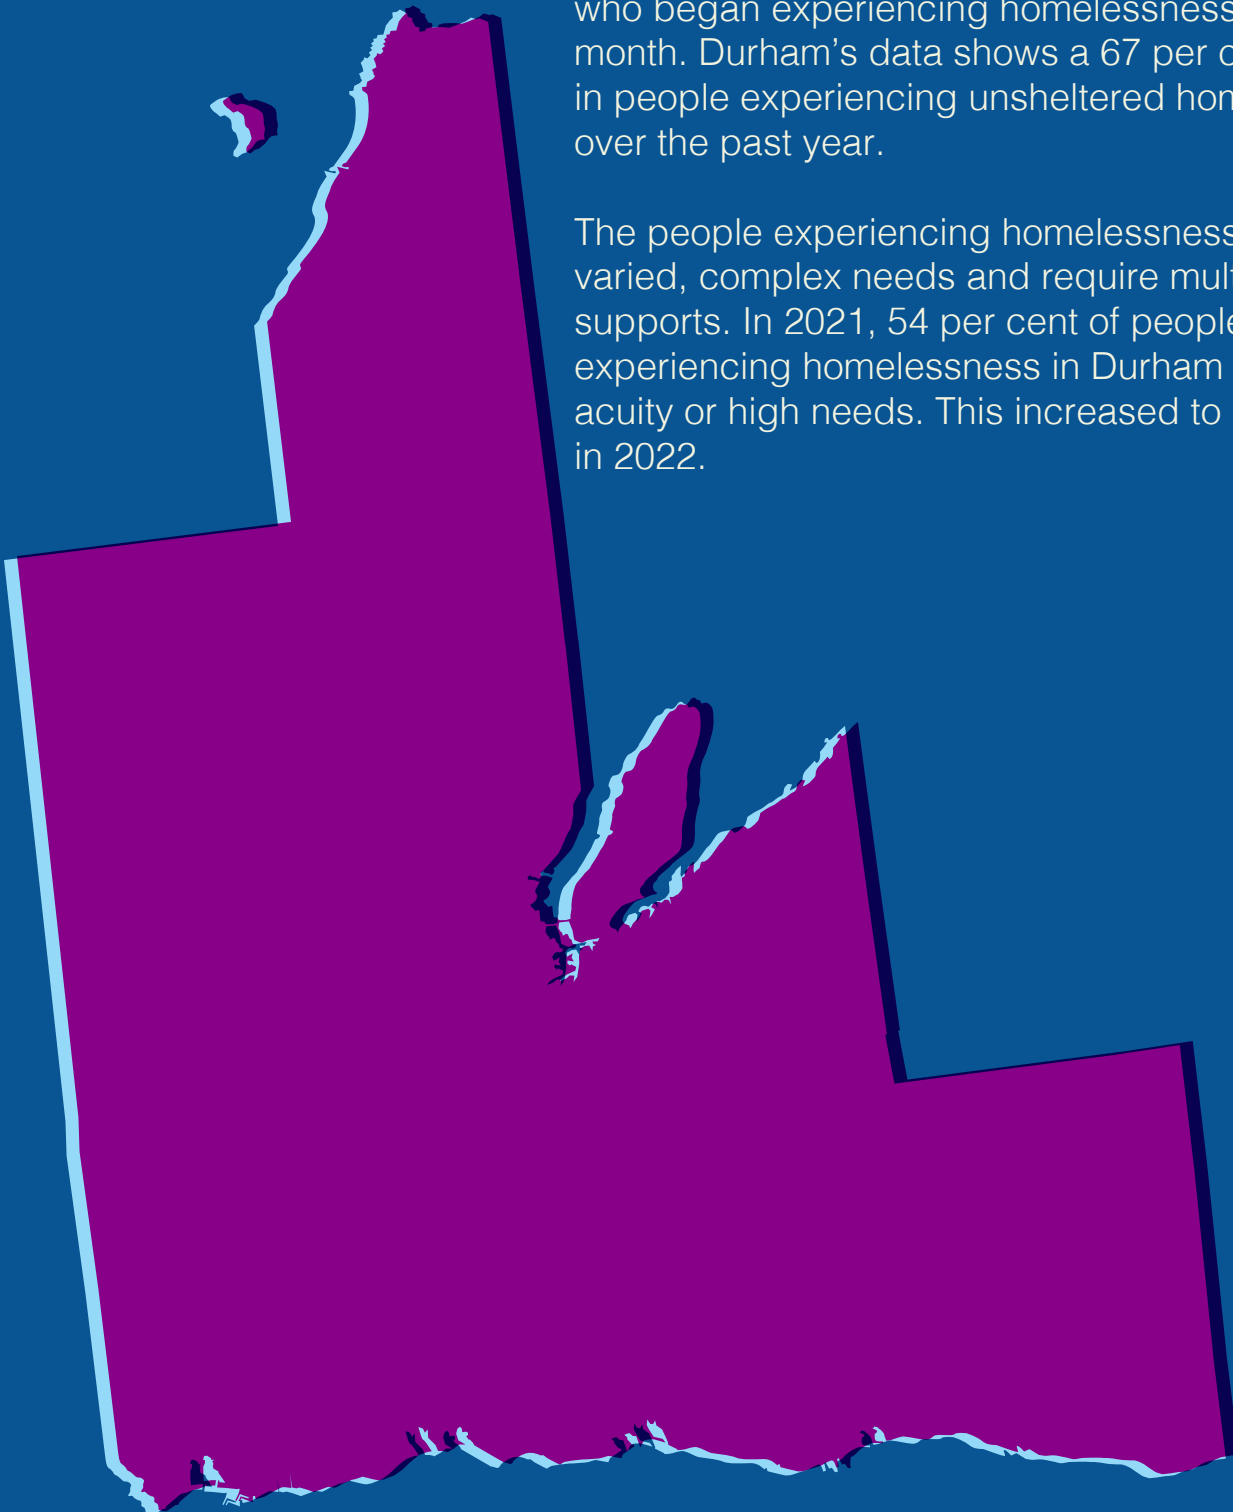 who began experiencing homelessness
month. Durham’s data shows a 67 per
in people experiencing unsheltered
over the past year.
The people experiencing homelessness
varied, complex needs and require
supports. In 2021, 54 per cent of people
experiencing homelessness in Durham
acuity or high needs. This increased to
in 2022.